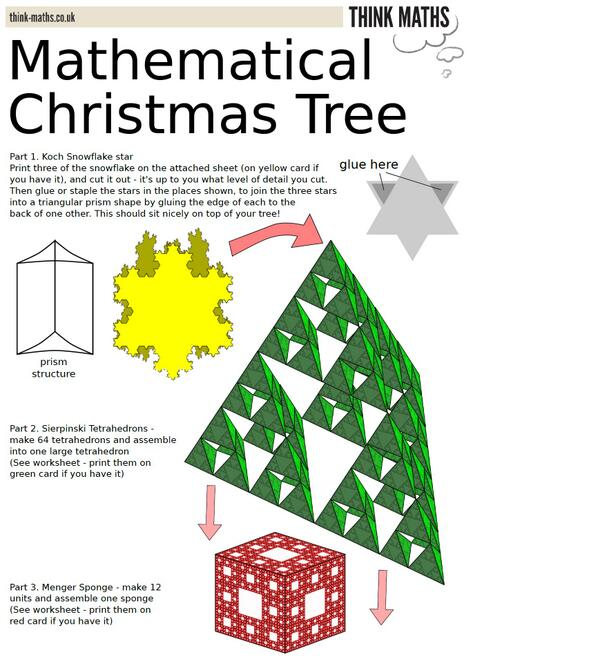 think-maths.co.uk
THINK MATHS
Mathematical
Christmas Tree
Part 1. Koch Snowflake star
Print three of the snowflake on the attached sheet (on yellow card if
you have it), and cut it out - it's up to you what level of detail you cut.
Then glue or staple the stars in the places shown, to join the three stars
into a triangular prism shape by gluing the edge of each to the
back of one other. This should sit nicely on top of your tree!
glue here
prism
structure
Part 2. Sierpinski Tetrahedrons -
make 64 tetrahedrons and assemble
into one large tetrahedron
(See worksheet - print them on
green card if you have it)
Part 3. Menger Sponge - make 12
units and assemble one sponge
(See worksheet - print them on
red card if you have it)